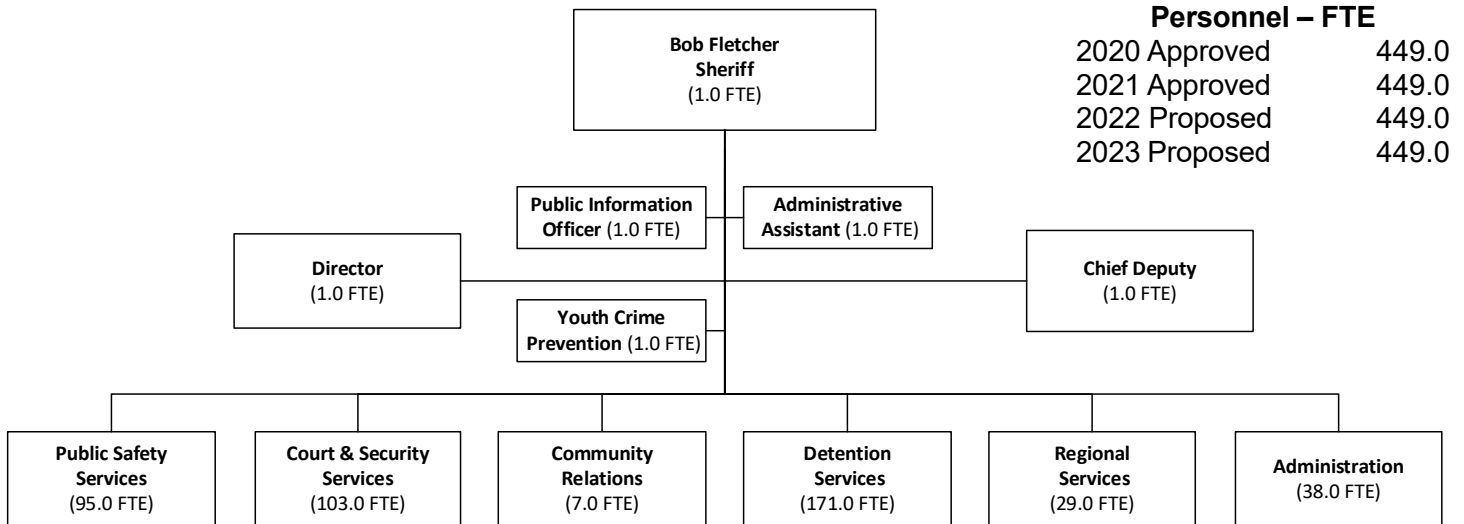 Personnel – FTE
2020 Approved 449.0
2021 Approved 449.0
2022 Proposed 449.0
2023 Proposed 449.0
Bob Fletcher
Sheriff
(1.0 FTE)
Public Information
Officer (1.0 FTE)
Administrative
Assistant (1.0 FTE)
Director
(1.0 FTE)
Chief Deputy
(1.0 FTE)
Youth Crime
Prevention (1.0 FTE)
Public Safety
Services
(95.0 FTE)
Court & Security
Services
(103.0 FTE)
Community
Relations
(7.0 FTE)
Detention
Services
(171.0 FTE)
Regional
Services
(29.0 FTE)
Administration
(38.0 FTE)